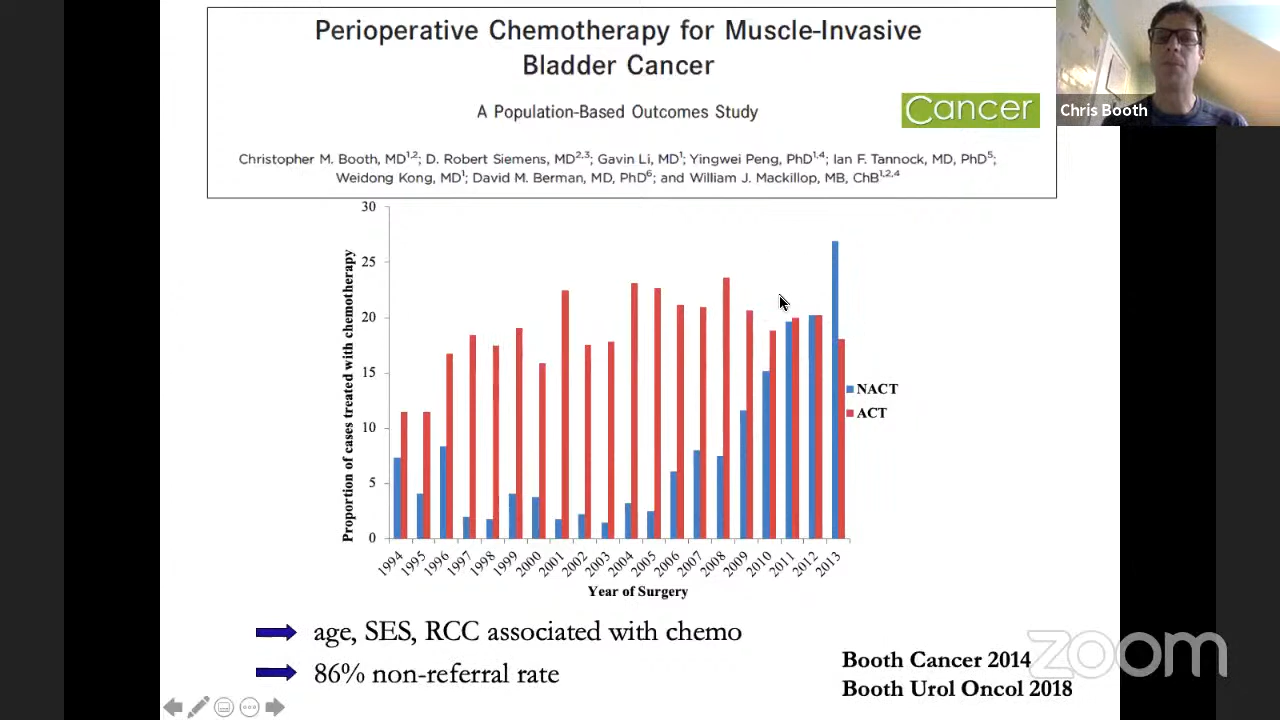 Perioperative Chemotherapy for Muscle-Invasive
Bladder Cancer
A Population-Based Outcomes Study
Cancer
Christopher M. Booth, MD1,2; D. Robert Siemens, MD2,3; Gavin Li, MD1; Yingwei Peng, PhD1,4; Ian F. Tannock, MD, PhD5;
Weidong Kong, MD1; David M. Berman, MD, PhD6; and William J. Mackillop, MB, ChB1,2,4
Chris Booth
Proportion of cases treated with chemotherapy
30
25
20
15
10
5
0
1994 1995 1996 1997 1998 1999 2000 2001 2002 2003 2004 2005 2006 2007 2008 2009 2010 2011 2012 2013
Year of Surgery
NACT
ACT
age, SES, RCC associated with chemo
86% non-referral rate
Booth Cancer 2014
Booth Urol Oncol 2018
zoom